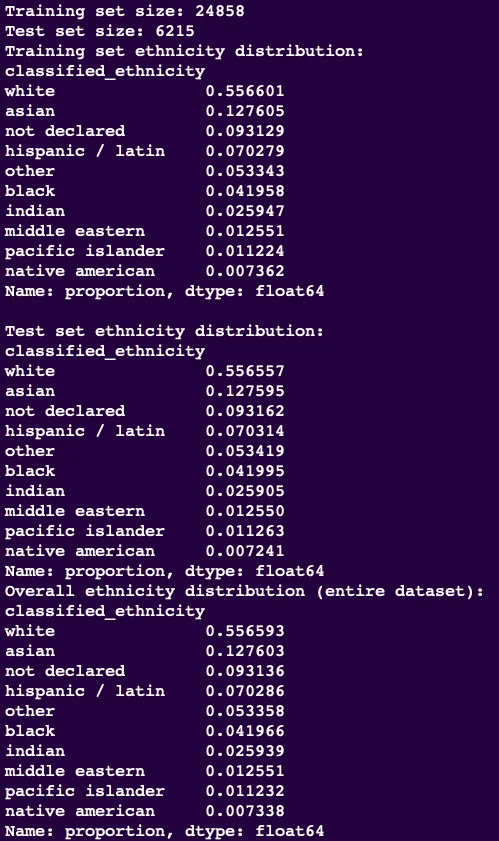 Training set size: 24858
Test set size: 6215
Training set ethnicity distribution:
classified_ethnicity
white 0.556601
asian 0.127605
not declared 0.093129
hispanic / latin 0.070279
other 0.053343
black 0.041958
indian 0.025947
middle eastern 0.012551
pacific islander 0.011224
native american 0.007362
Name: proportion, dtype: float64
Test set ethnicity distribution:
classified_ethnicity
white 0.556557
asian 0.127595
not declared 0.093162
hispanic / latin 0.070314
other 0.053419
black 0.041995
indian 0.025905
middle eastern 0.012550
pacific islander 0.011263
native american 0.007241
Name: proportion, dtype: float64
Overall ethnicity distribution (entire dataset):
classified_ethnicity
white 0.556593
asian 0.127603
not declared 0.093136
hispanic / latin 0.070286
other 0.053358
black 0.041966
indian 0.025939
middle eastern 0.012551
pacific islander 0.011232
native american 0.007338
Name: proportion, dtype: float64